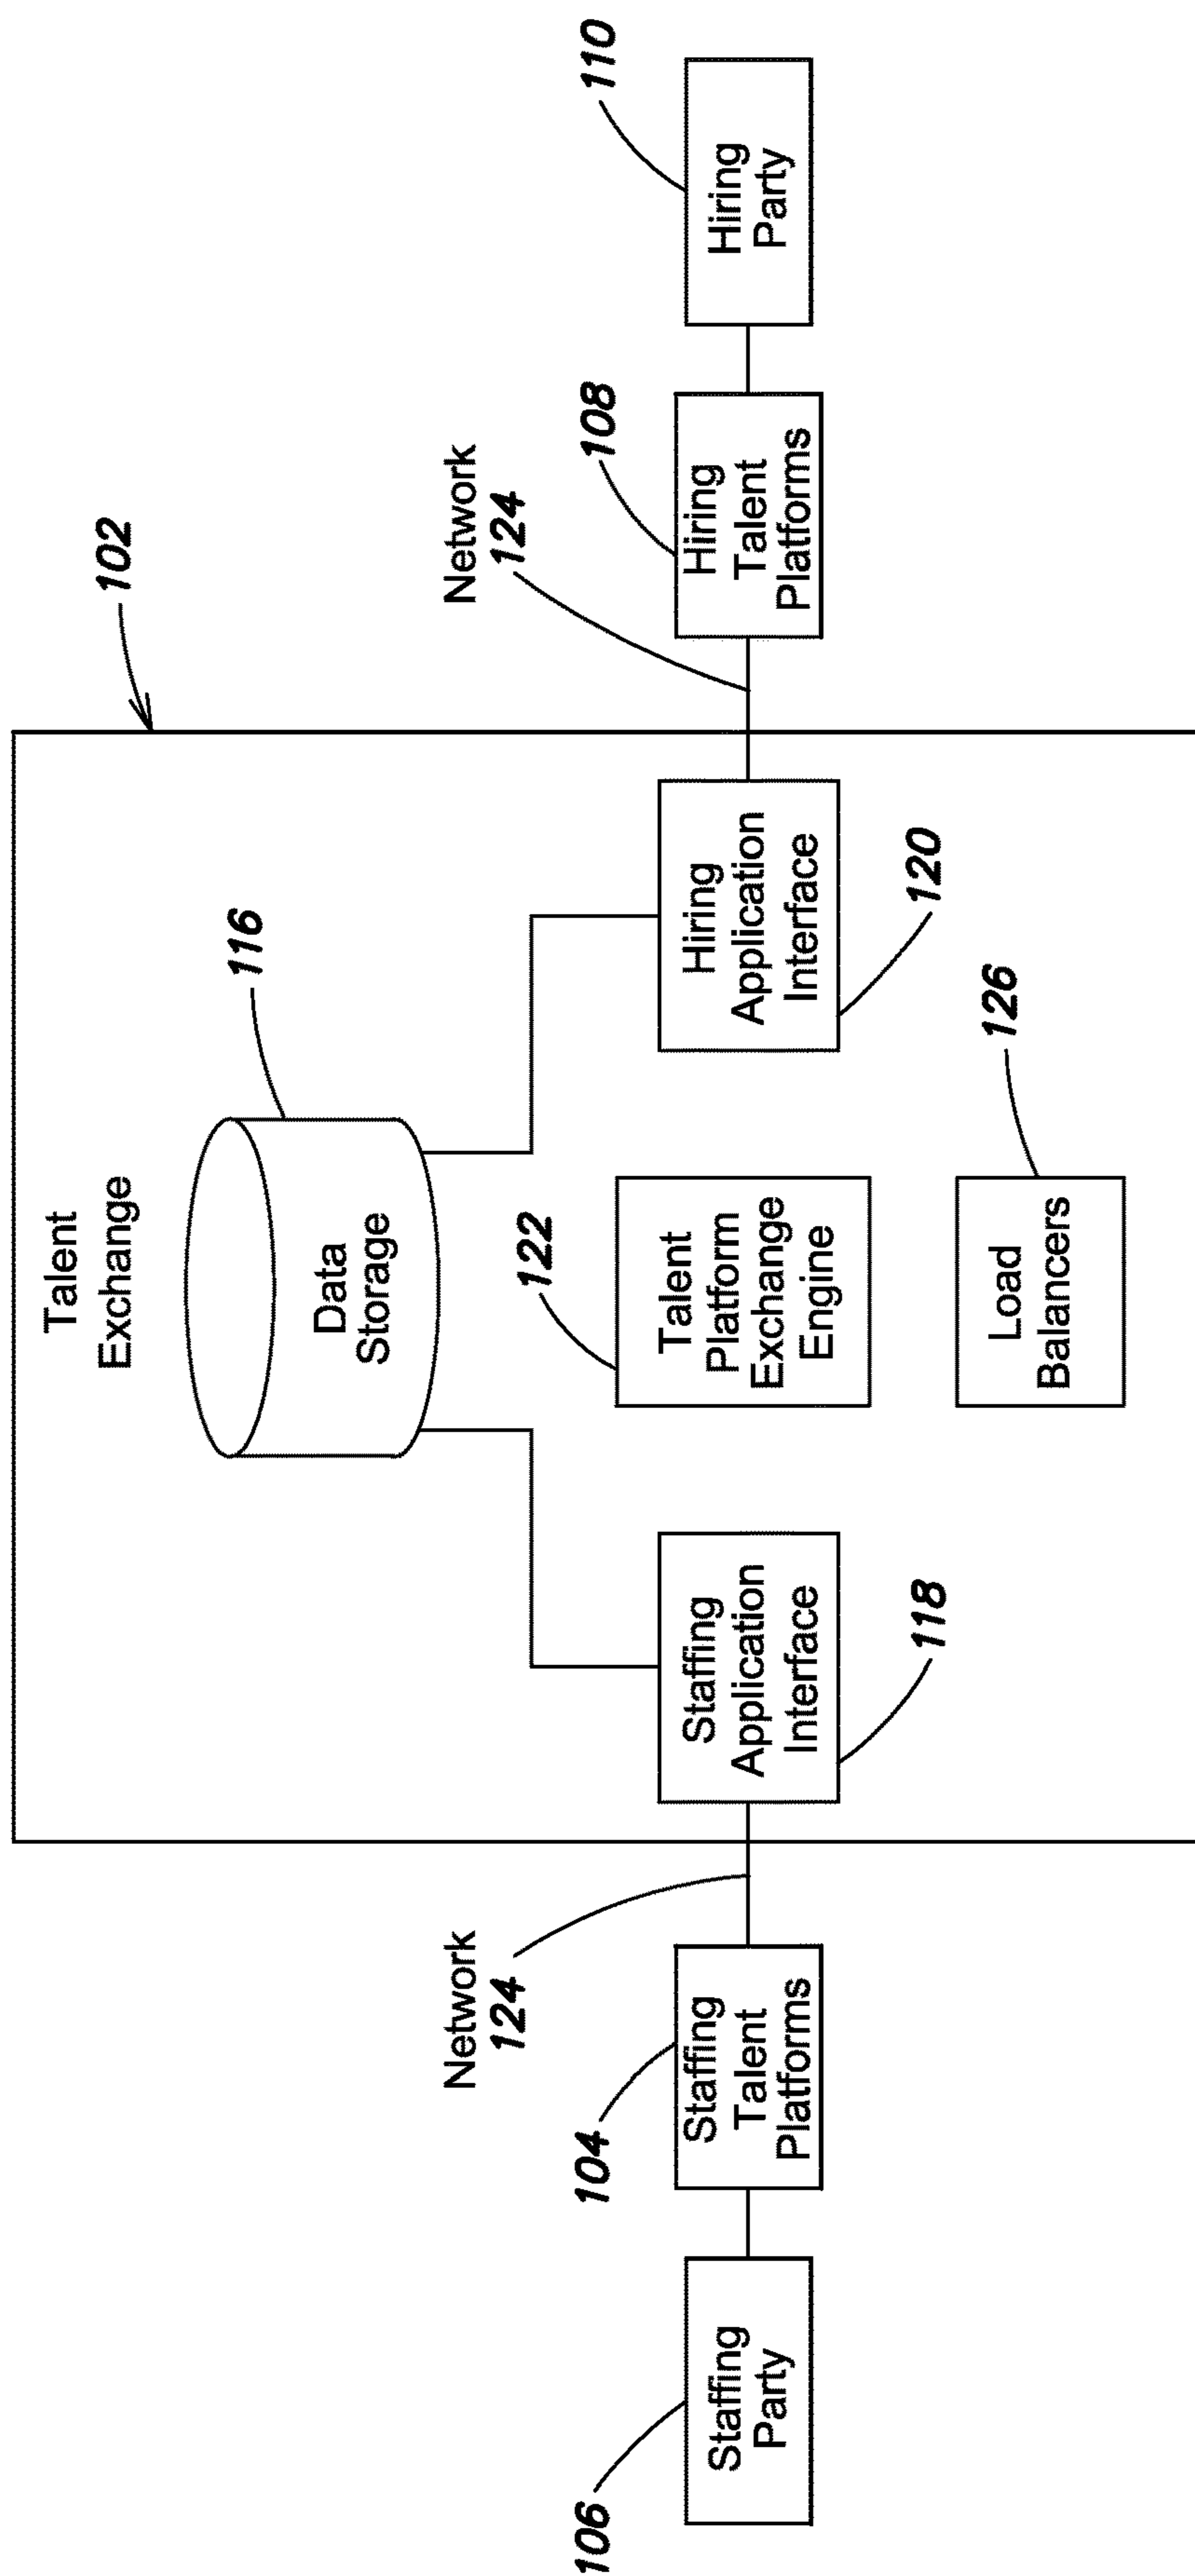 Talent
Exchange
102
116
Data
Storage
Network
124
Network
124
122
106
104
108
110
Staffing
Party
Staffing
Talent
Platforms
Staffing
Application
Interface
118
Talent
Platform
Exchange
Engine
Hiring
Application
Interface
120
Hiring
Talent
Platforms
Hiring
Party
126
Load
Balancers